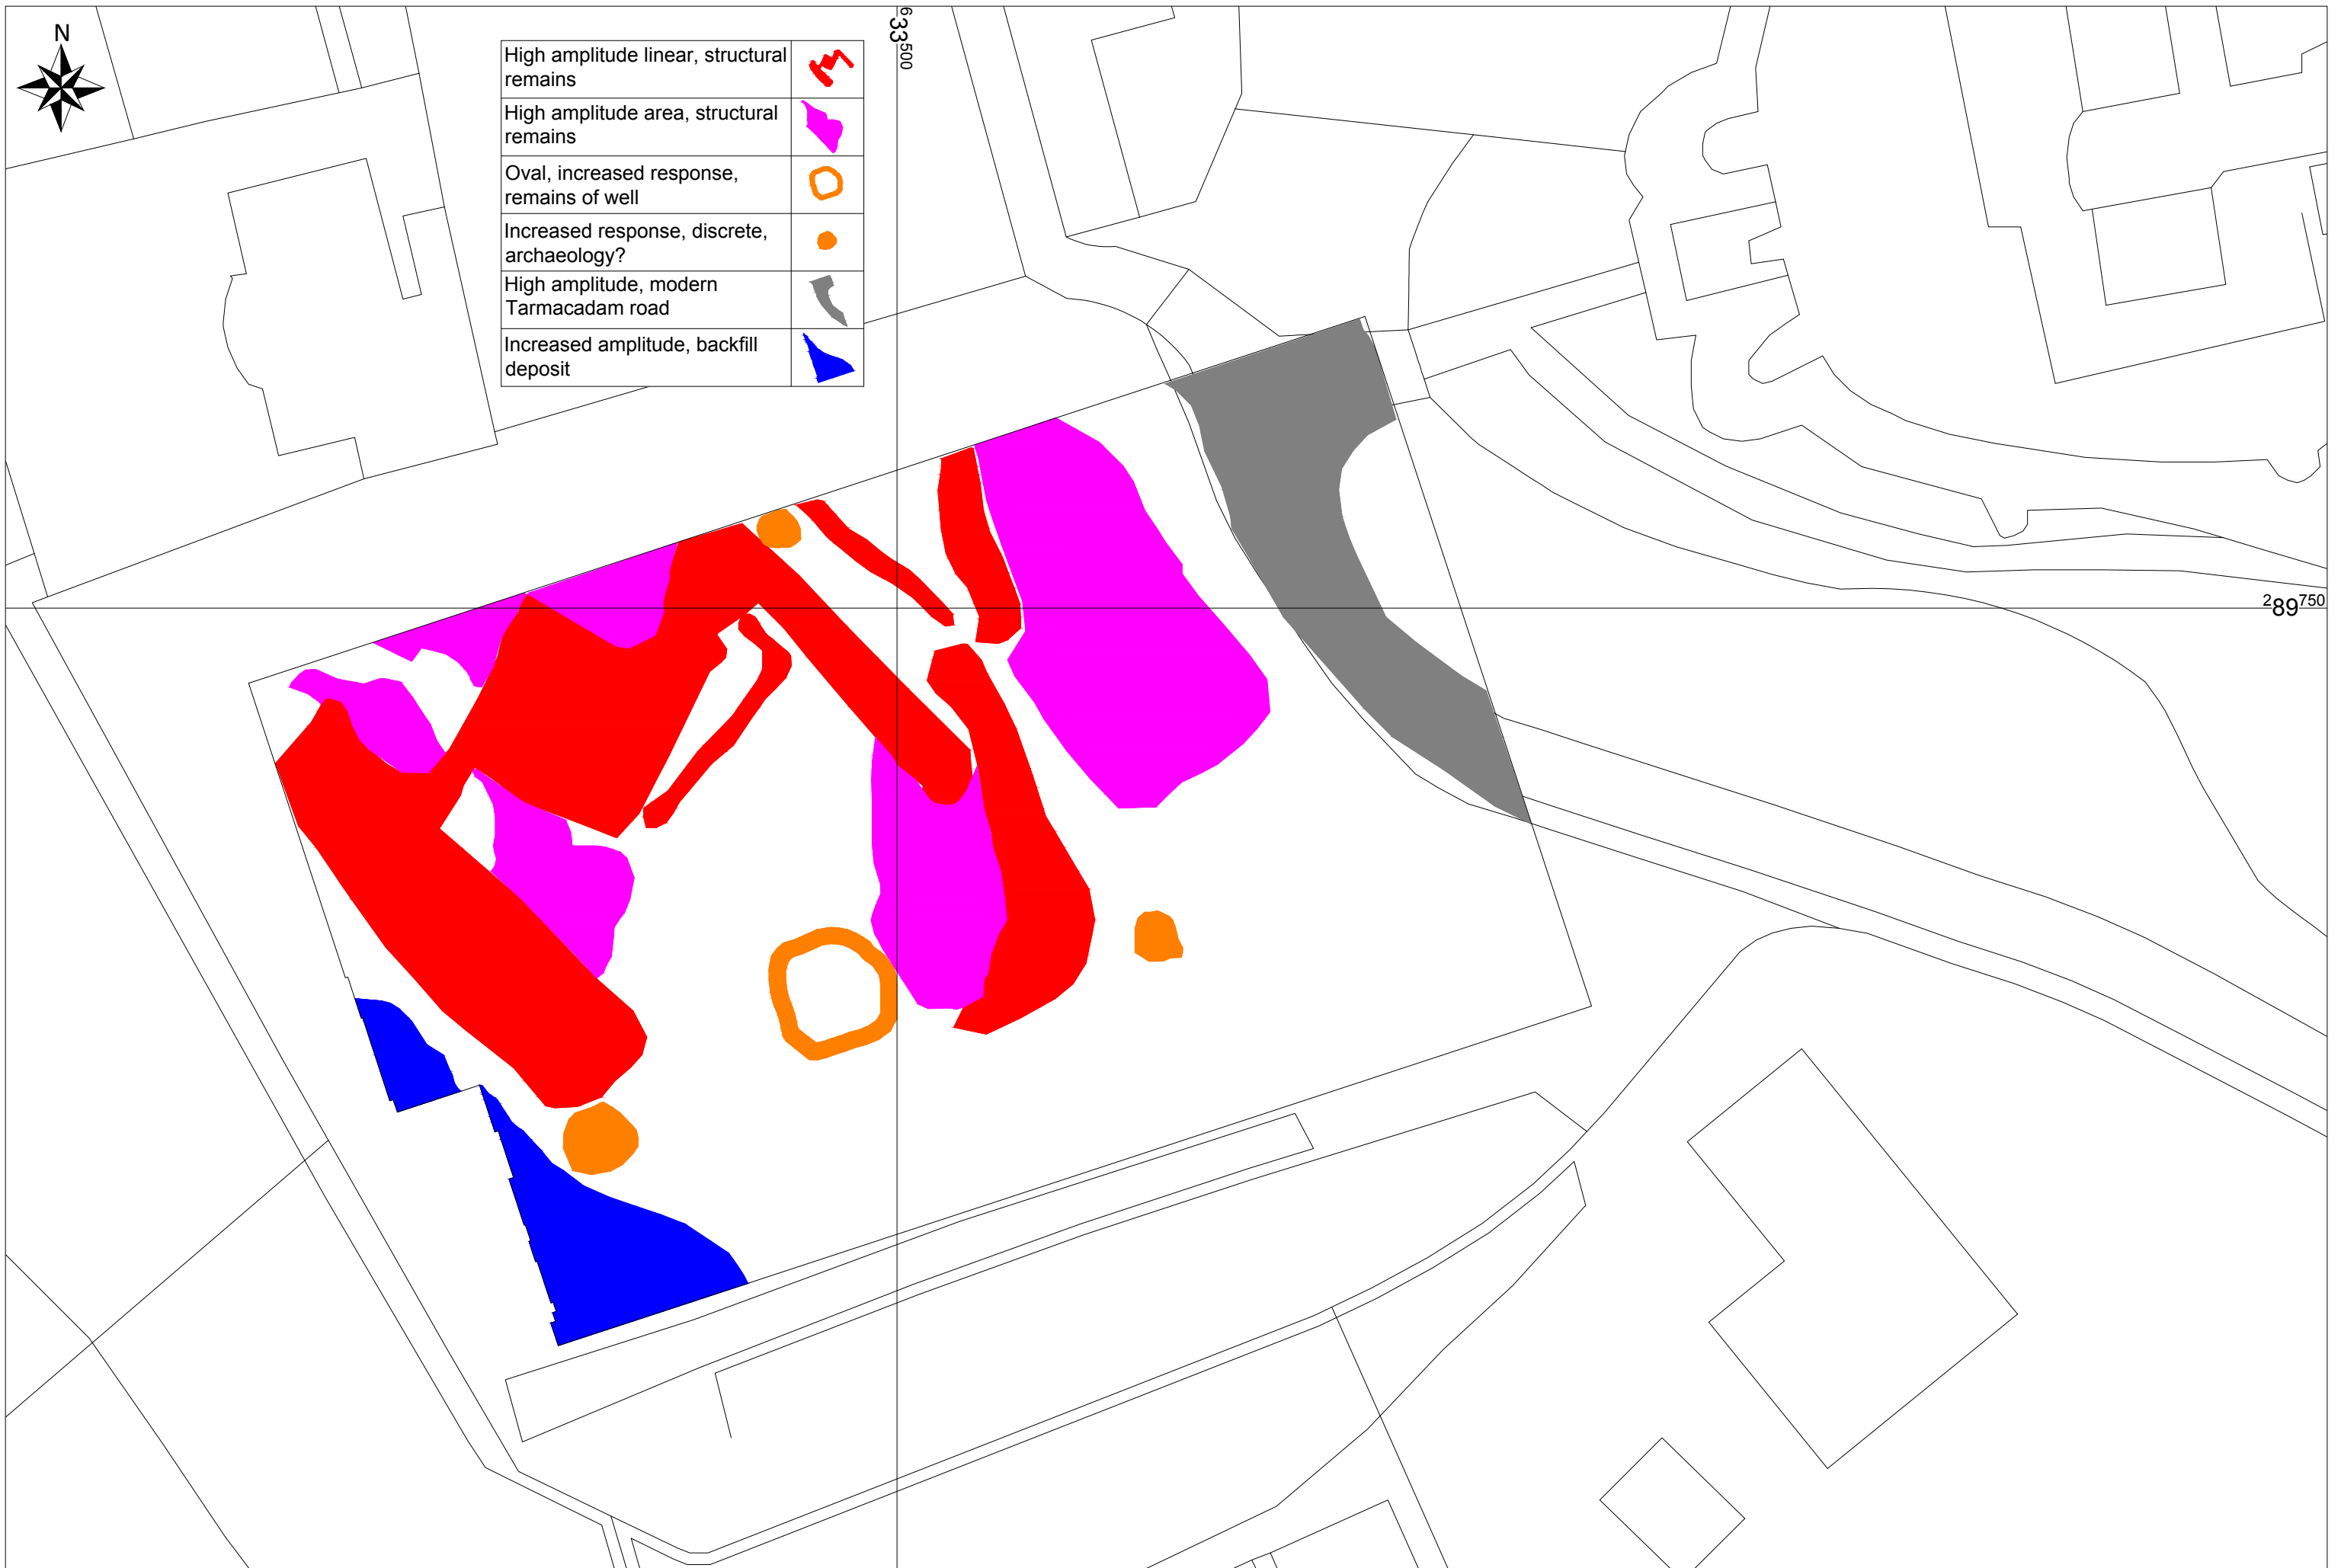 N
High amplitude linear, structural
remains
High amplitude area, structural
remains
Oval, increased response,
remains of well
Increased response, discrete,
archaeology?
High amplitude, modern
Tarmacadam road
Increased amplitude, backfill
deposit
633500
289750